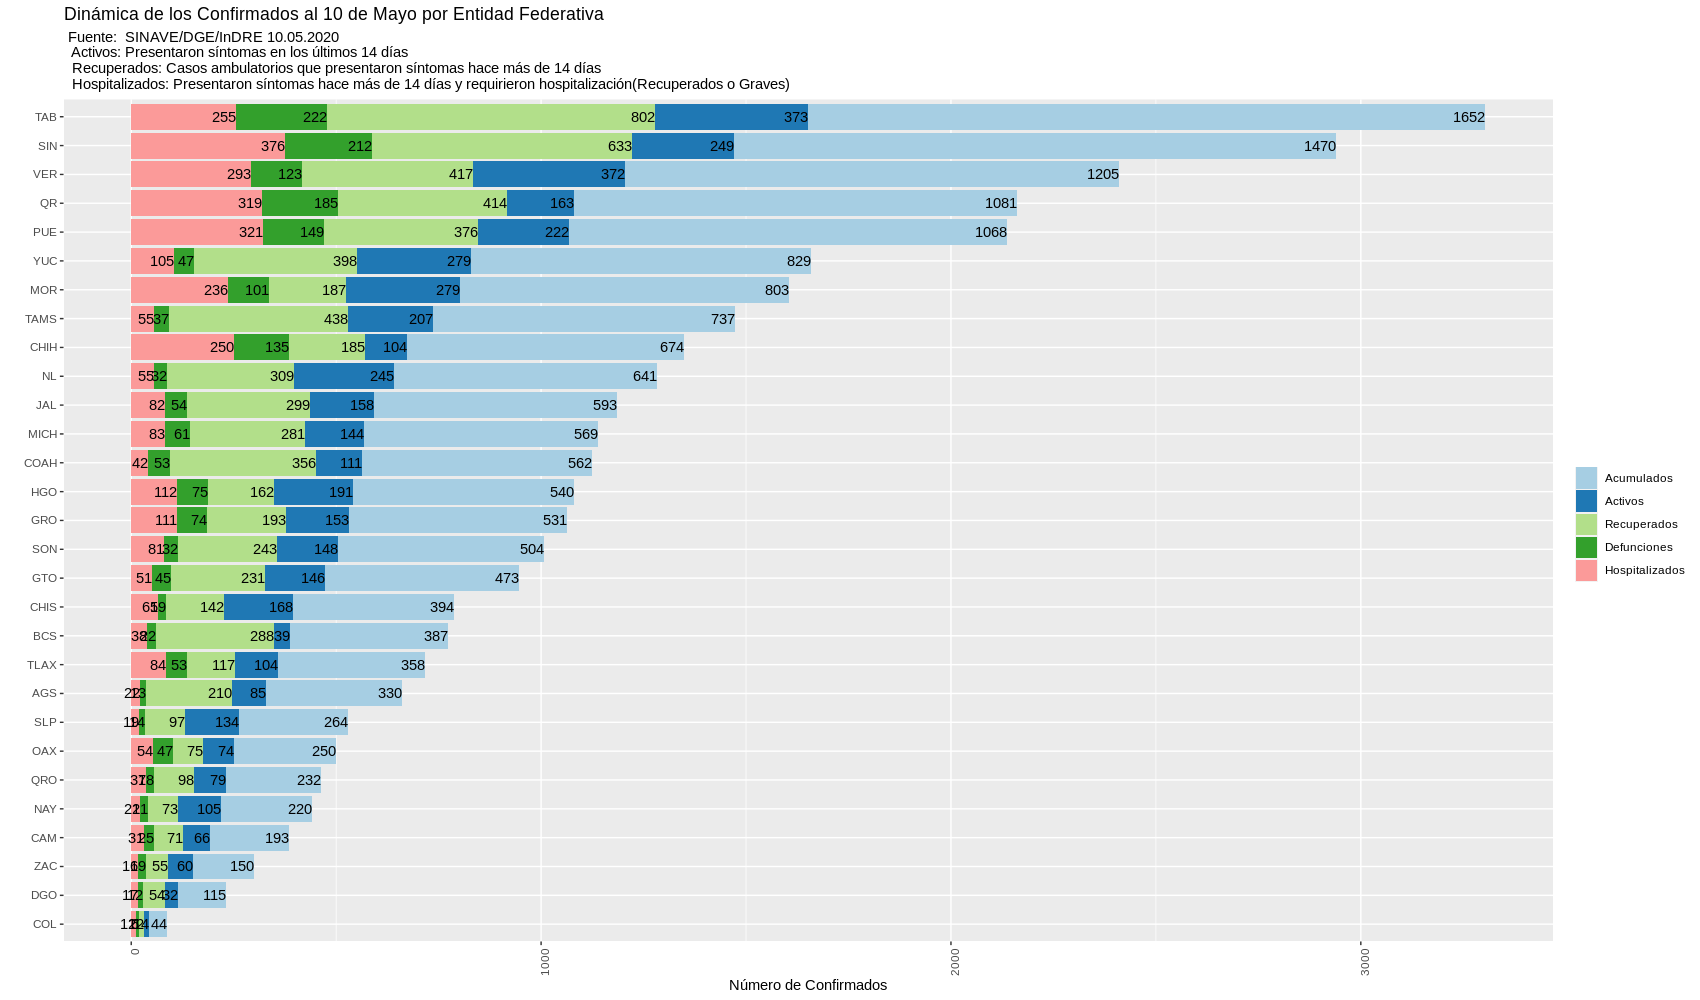 Dinámica de los Confirmados al 10 de Mayo por Entidad Federativa
Fuente: SINAVE/DGE/InDRE 10.05.2020
Activos: Presentaron síntomas en los últimos 14 días
Recuperados: Casos ambulatorios que presentaron síntomas hace más de 14 días
Hospitalizados: Presentaron síntomas hace más de 14 días y requirieron hospitalización(Recuperados o Graves)
TAB 255 222 802 373 1652
SIN 376 212 633 249 1470
VER 293 123 417 372 1205
QR 319 185 414 163 1081
PUE 321 149 376 222 1068
YUC 105 47 398 279 829
MOR 236 101 187 279 803
TAMS 55 37 438 207 737
CHIH 250 135 185 104 674
NL 55 32 309 245 641
JAL 82 54 299 158 593
MICH 83 61 281 144 569
COAH 42 53 356 111 562
HGO 112 75 162 191 540
GRO 111 74 193 153 531
SON 81 32 243 148 504
GTO 51 45 231 146 473
CHIS 65 19 142 168 394
BCS 38 22 288 39 387
TLAX 84 53 117 104 358
AGS 22 13 210 85 330
SLP 19 14 97 134 264
OAX 54 47 75 74 250
QRO 37 18 98 79 232
NAY 21 21 73 105 220
CAM 31 25 71 66 193
ZAC 16 19 55 60 150
DGO 17 12 54 32 115
COL 44
0 1000 2000 3000
Número de Confirmados
Acumulados
Activos
Recuperados
Defunciones
Hospitalizados